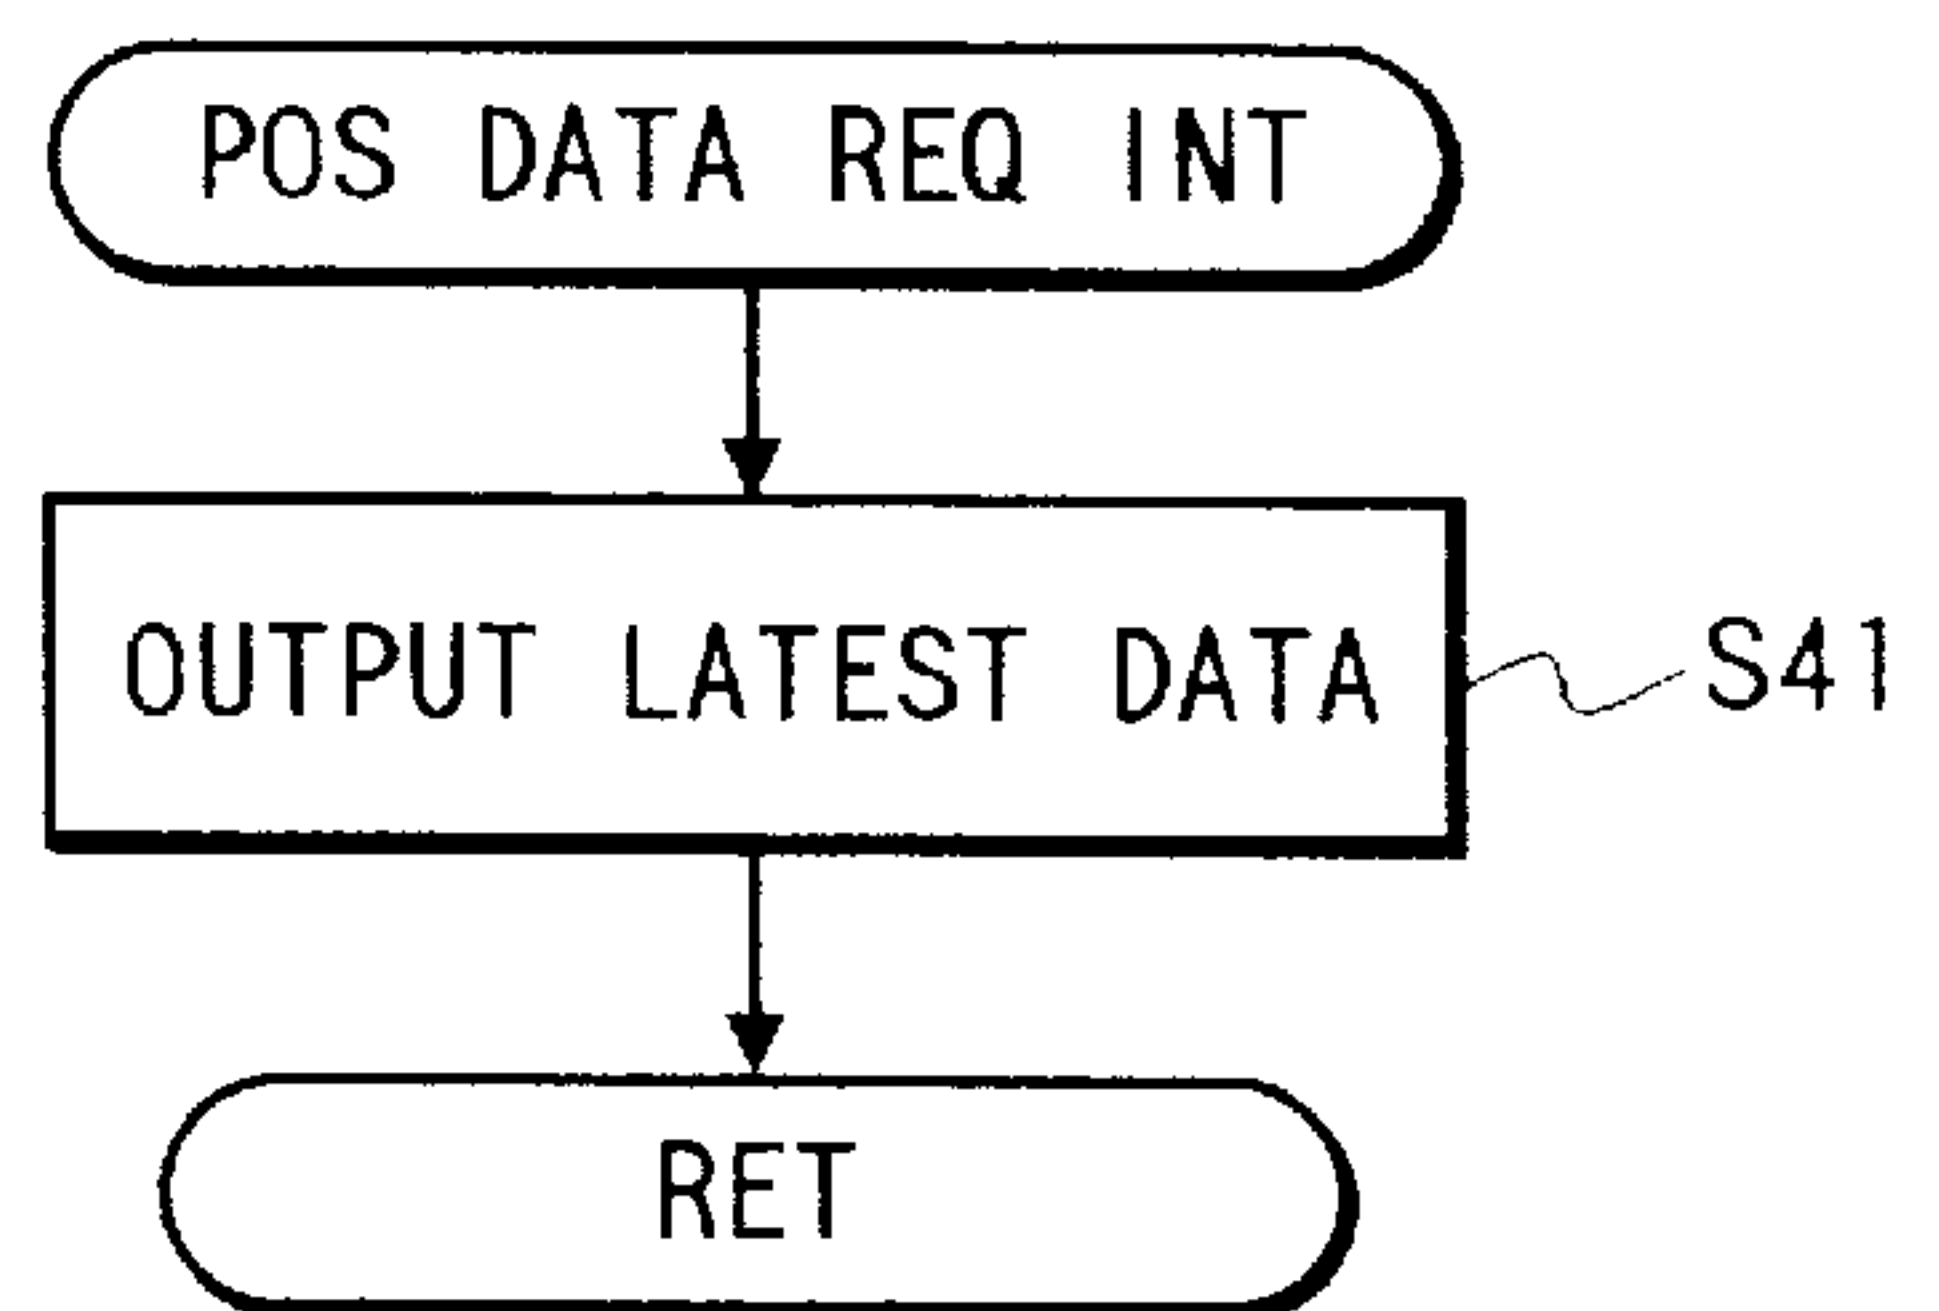 POS DATA REQ INT
OUTPUT LATEST DATA
S41
RET